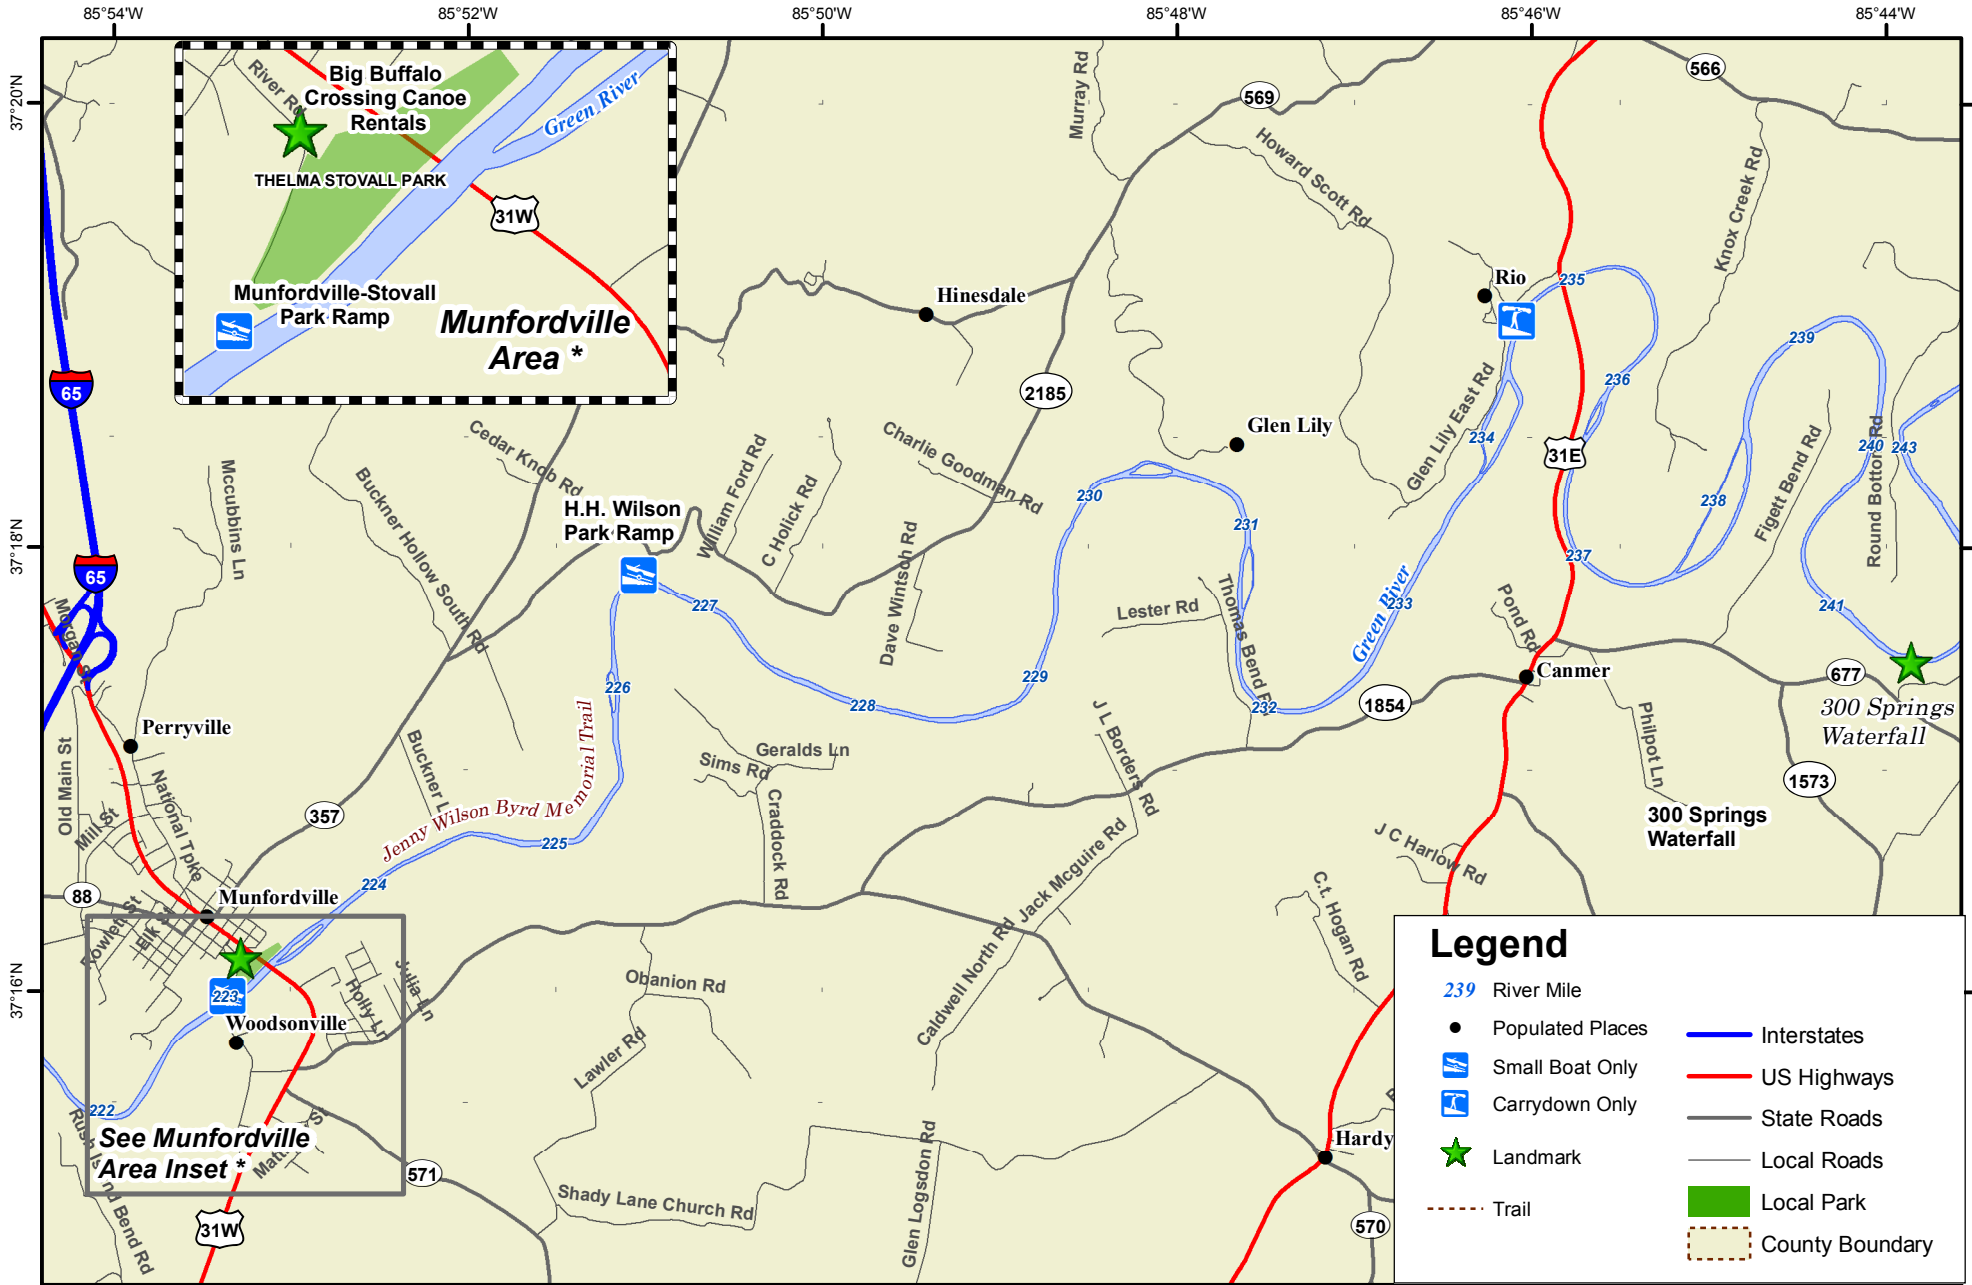 85°54'W
85°52'W
85°50'W
85°48'W
85°46'W
85°44'W
37°20'N
37°18'N
37°16'N
River Rd
Big Buffalo
Crossing Canoe
Rentals
Green River
THELMA STOVALL PARK
31W
Munfordville-Stovall
Park Ramp
Munfordville
Area *
566
569
Murray Rd
Howard Scott Rd
Knox Creek Rd
Rio
235
Hinesdale
239
65
2185
236
Glen Lily
Glen Lily East Rd
234
31E
Cedar Knob Rd
William Ford Rd
Charlie Goodman Rd
Figett Bend Rd
Round Bottom Rd
240
243
Mccubbins Ln
Buckner Hollow South Rd
C Holick Rd
230
238
H.H. Wilson
Park Ramp
231
Dave Wintsch Rd
237
65
227
Lester Rd
Thomas Bend Rd
Green River
233
Pond Rd
241
Morgan St
226
229
Canmer
677
228
232
1854
300 Springs
Waterfall
Perryville
J L Borders Rd
Philpot Ln
Geralds Ln
Sims Rd
Old Main St
National Tpke
Buckner Ln
Jenny Wilson Byrd Memorial Trail
1573
Mill St
357
Craddock Rd
300 Springs
Waterfall
225
Jack Mcguire Rd
J C Harlow Rd
224
88
Munfordville
C.t. Hogan Rd
Rowlett St
Elk St
Caldwell North Rd
Julia Ln
Holly Ln
Obanion Rd
223
Woodsonville
Lawler Rd
222
See Munfordville
Area Inset *
571
Hardy
Shady Lane Church Rd
Glen Logsdon Rd
31W
570
Legend
239 River Mile
Populated Places
Small Boat Only
Carrydown Only
Landmark
Trail
Interstates
US Highways
State Roads
Local Roads
Local Park
County Boundary